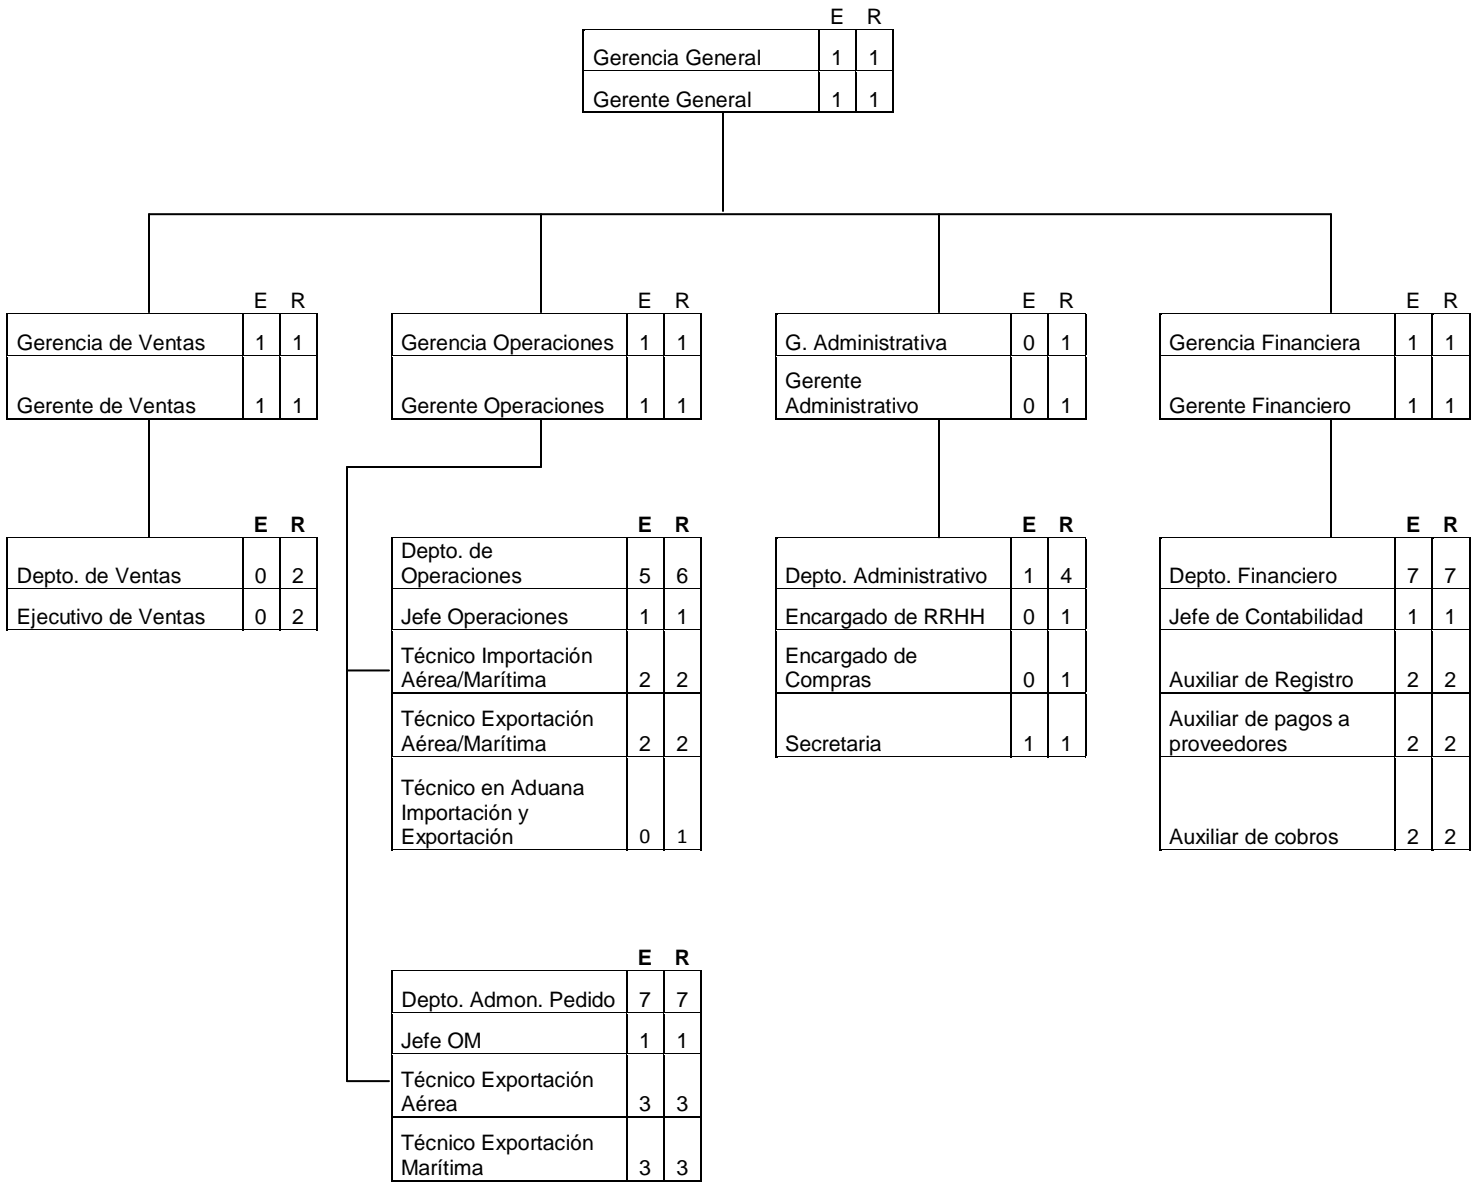 E R
Gerencia General 1 1
Gerente General 1 1
E R
Gerencia de Ventas 1 1
Gerente de Ventas 1 1
E R
Gerencia Operaciones 1 1
Gerente Operaciones 1 1
E R
G. Administrativa 0 1
Gerente
Administrativo 0 1
E R
Gerencia Financiera 1 1
Gerente Financiero 1 1
E R
Depto. de Ventas 0 2
Ejecutivo de Ventas 0 2
E R
Depto. de
Operaciones 5 6
Jefe Operaciones 1 1
Técnico Importación
Aérea/Marítima 2 2
Técnico Exportación
Aérea/Marítima 2 2
Técnico en Aduana
Importación y
Exportación 0 1
E R
Depto. Administrativo 1 4
Encargado de RRHH 0 1
Encargado de
Compras 0 1
Secretaria 1 1
E R
Depto. Financiero 7 7
Jefe de Contabilidad 1 1
Auxiliar de Registro 2 2
Auxiliar de pagos a
proveedores 2 2
Auxiliar de cobros 2 2
E R
Depto. Admon. Pedido 7 7
Jefe OM 1 1
Técnico Exportación
Aérea 3 3
Técnico Exportación
Marítima 3 3